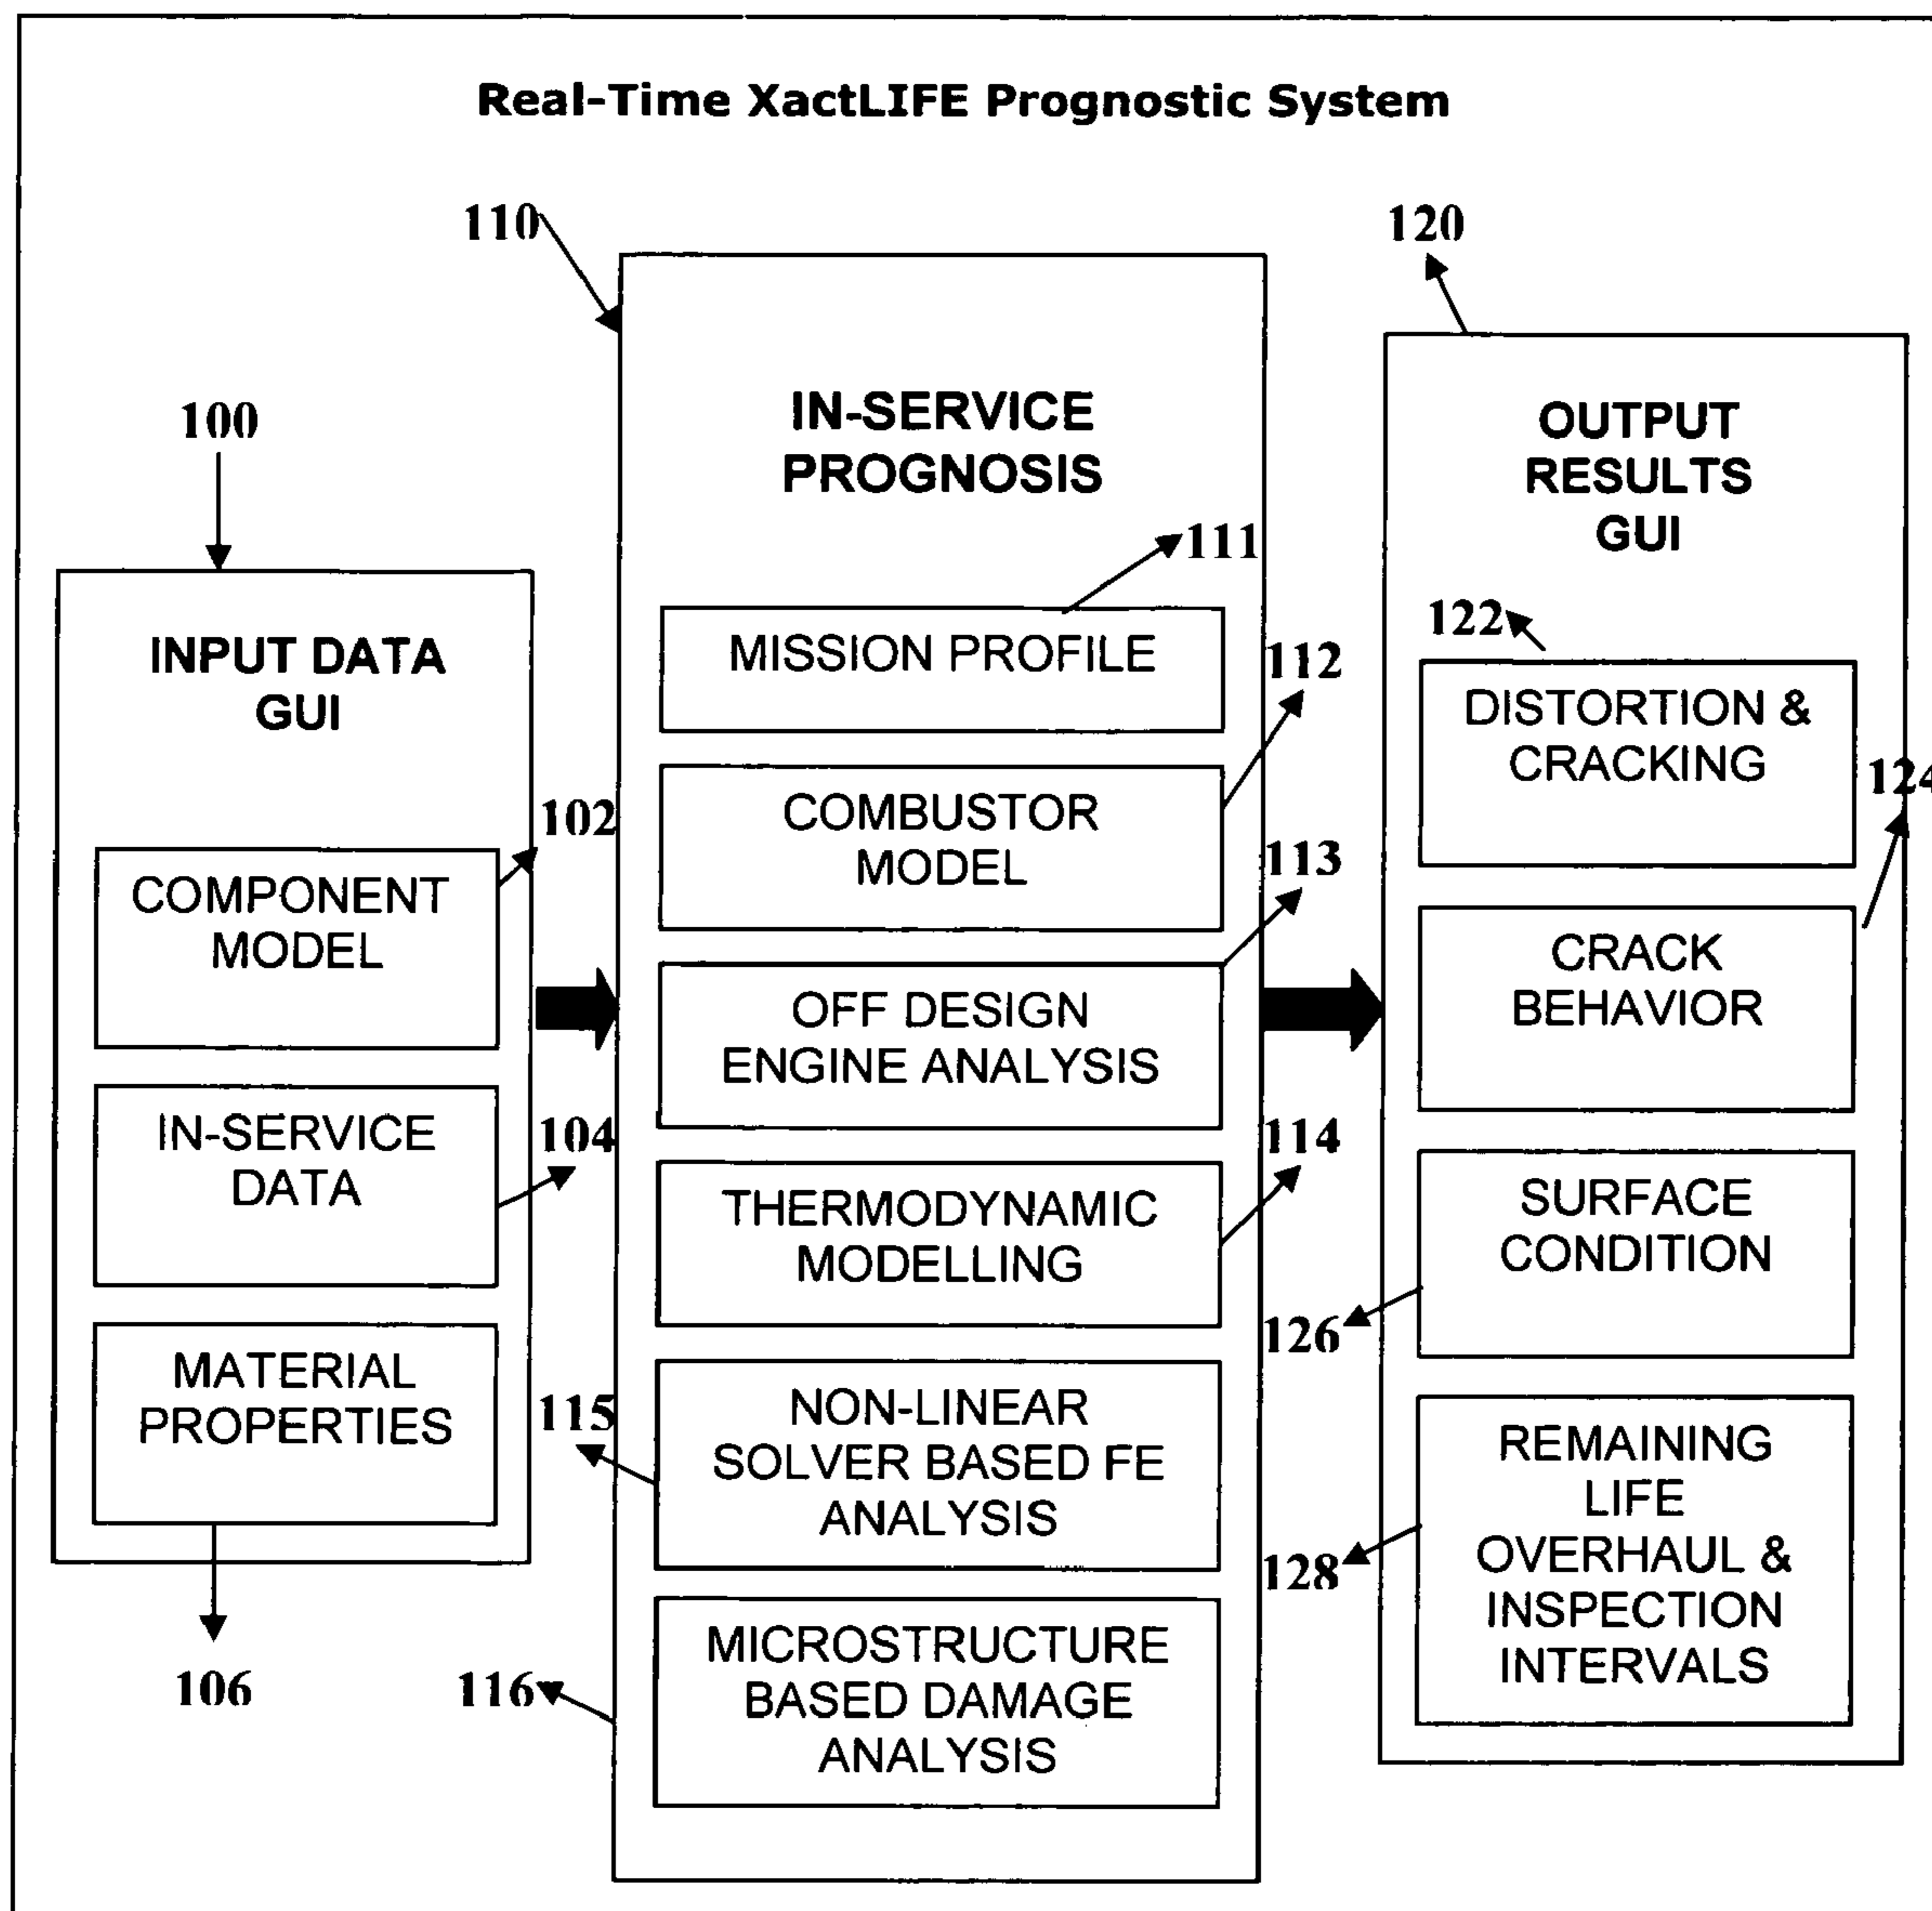 Real-Time XactLIFE Prognostic System
100
INPUT DATA
GUI
102
COMPONENT
MODEL
104
IN-SERVICE
DATA
MATERIAL
PROPERTIES
106
110
IN-SERVICE
PROGNOSIS
111
MISSION PROFILE
112
COMBUSTOR
MODEL
113
OFF DESIGN
ENGINE ANALYSIS
114
THERMODYNAMIC
MODELLING
115
NON-LINEAR
SOLVER BASED FE
ANALYSIS
116
MICROSTRUCTURE
BASED DAMAGE
ANALYSIS
120
OUTPUT
RESULTS
GUI
122
DISTORTION &
CRACKING
124
CRACK
BEHAVIOR
126
SURFACE
CONDITION
128
REMAINING
LIFE
OVERHAUL &
INSPECTION
INTERVALS